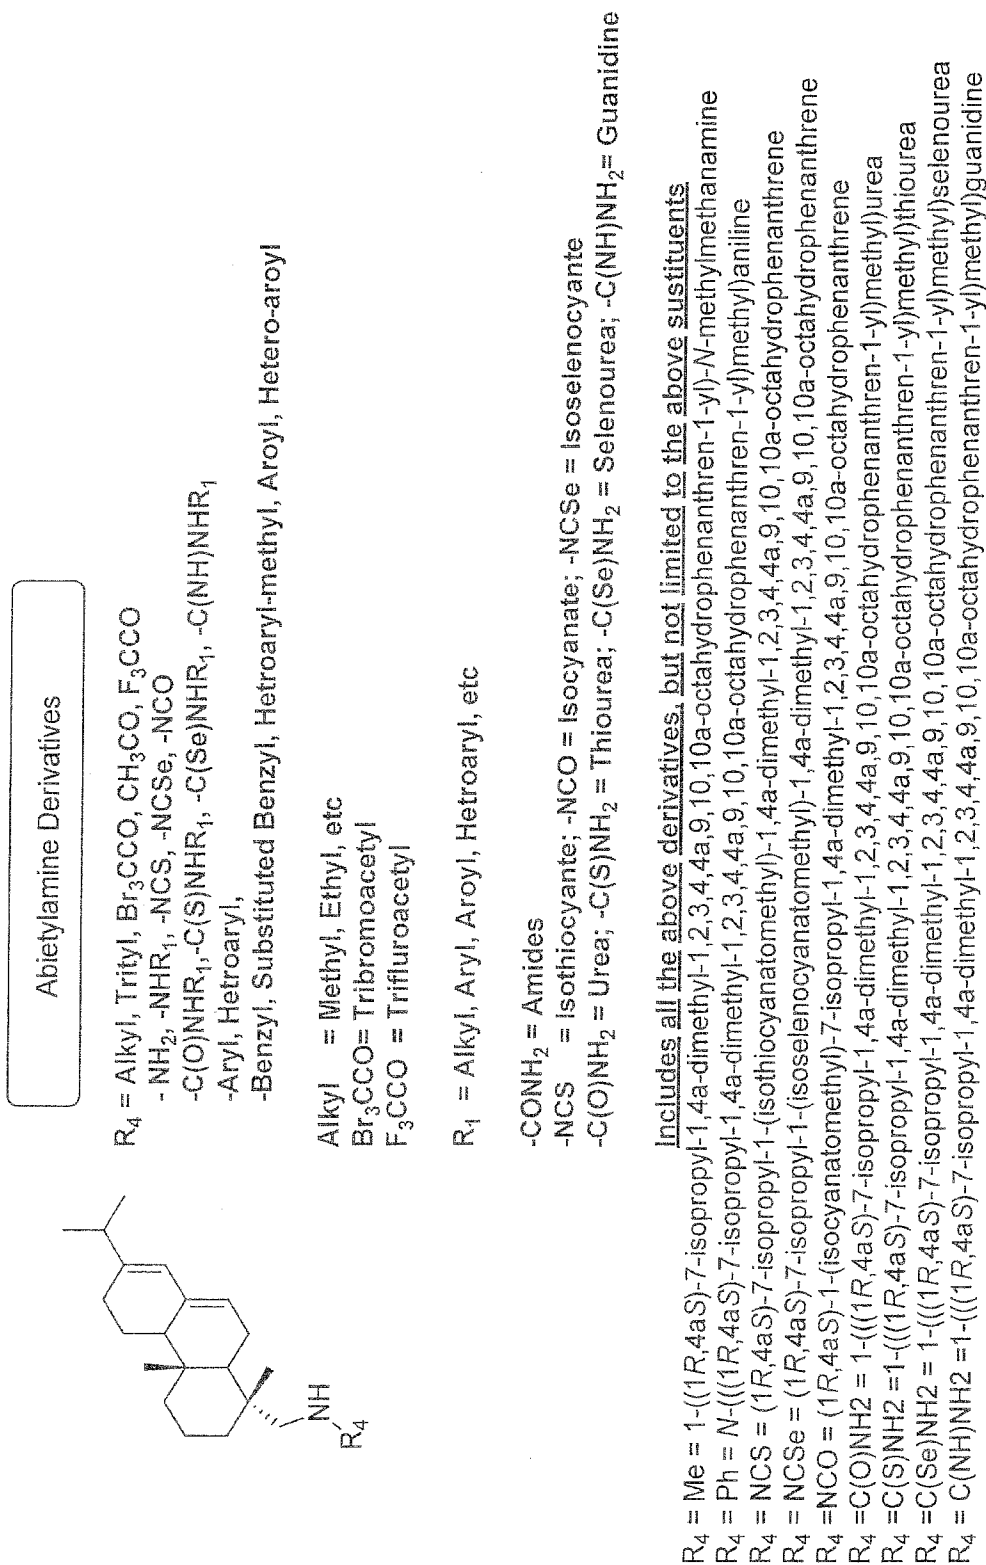 Abietylamine Derivatives
R4 = Alkyl, Trityl, Br3CCO, CH3CO, F3CCO
- NH2, -NHR1, -NCS, -NCSe, -NCO
-C(O)NHR1,-C(S)NHR1, -C(Se)NHR1, -C(NH)NHR1
-Aryl, Hetroaryl,
-Benzyl, Substituted Benzyl, Hetroaryl-methyl, Aroyl, Hetero-aroyl
NH
R4
Alkyl = Methyl, Ethyl, etc
Br3CCO= Tribromoacetyl
F3CCO = Trifluroacetyl
R1 = Alkyl, Aryl, Aroyl, Hetroaryl, etc
-CONH2 = Amides
-NCS = Isothiocyante; -NCO = Isocyanate; -NCSe = Isoselenocyante
-C(O)NH2 = Urea; -C(S)NH2 = Thiourea; -C(Se)NH2 = Selenourea; -C(NH)NH2= Guanidine
Includes all the above derivatives, but not limited to the above sustituents
R4 = Me = 1-((1R,4aS)-7-isopropyl-1,4a-dimethyl-1,2,3,4,4a,9,10,10a-octahydrophenanthren-1-yl)-N-methylmethanamine
R4 = Ph = N-(((1R,4aS)-7-isopropyl-1,4a-dimethyl-1,2,3,4,4a,9,10,10a-octahydrophenanthren-1-yl)methyl)aniline
R4 = NCS = (1R,4aS)-7-isopropyl-1-(isothiocyanatomethyl)-1,4a-dimethyl-1,2,3,4,4a,9,10,10a-octahydrophenanthrene
R4 = NCSe = (1R,4aS)-7-isopropyl-1-(isoselenocyanatomethyl)-1,4a-dimethyl-1,2,3,4,4a,9,10,10a-octahydrophenanthrene
R4 =NCO = (1R,4aS)-1-(isocyanatomethyl)-7-isopropyl-1,4a-dimethyl-1,2,3,4,4a,9,10,10a-octahydrophenanthrene
R4 =C(O)NH2 = 1-(((1R,4aS)-7-isopropyl-1,4a-dimethyl-1,2,3,4,4a,9,10,10a-octahydrophenanthren-1-yl)methyl)urea
R4 =C(S)NH2 =1-(((1R,4aS)-7-isopropyl-1,4a-dimethyl-1,2,3,4,4a,9,10,10a-octahydrophenanthren-1-yl)methyl)thiourea
R4 =C(Se)NH2 = 1-(((1R,4aS)-7-isopropyl-1,4a-dimethyl-1,2,3,4,4a,9,10,10a-octahydrophenanthren-1-yl)methyl)selenourea
R4 = C(NH)NH2 =1-(((1R,4aS)-7-isopropyl-1,4a-dimethyl-1,2,3,4,4a,9,10,10a-octahydrophenanthren-1-yl)methyl)guanidine